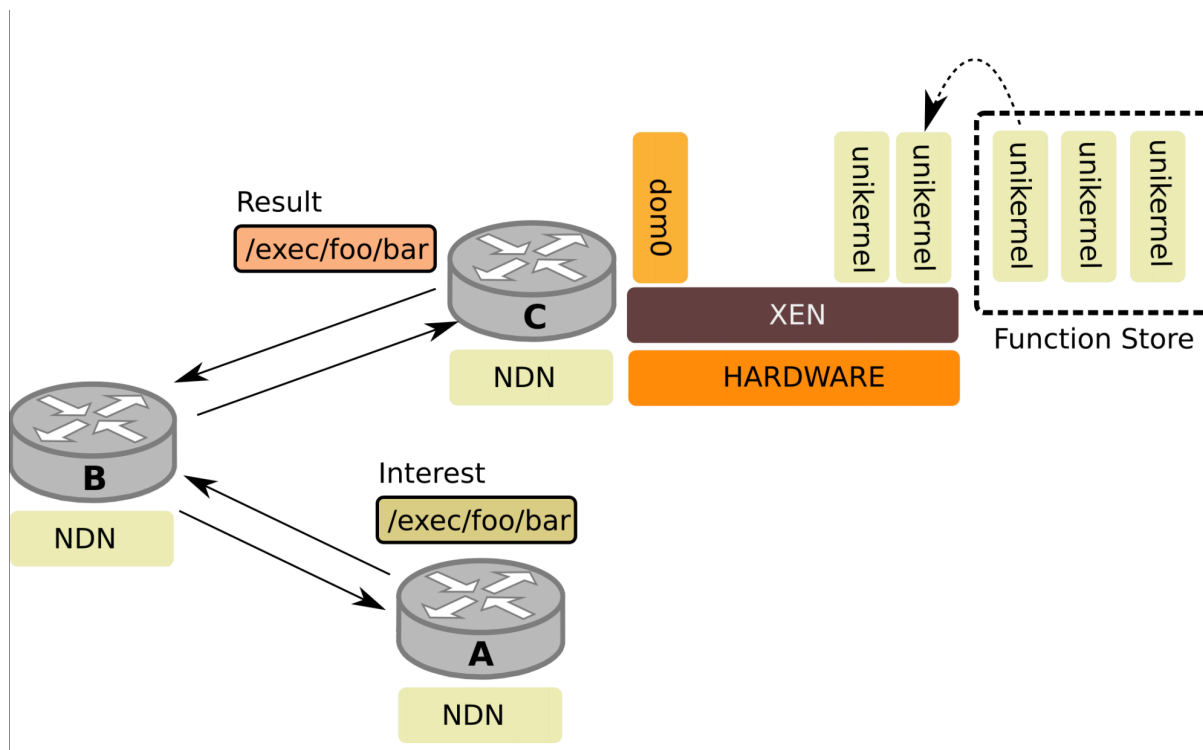 Result
/exec/foo/bar
C
NDN
dom0
unikernel
unikernel
XEN
HARDWARE
unikernel
unikernel
unikernel
Function Store
B
NDN
Interest
/exec/foo/bar
A
NDN